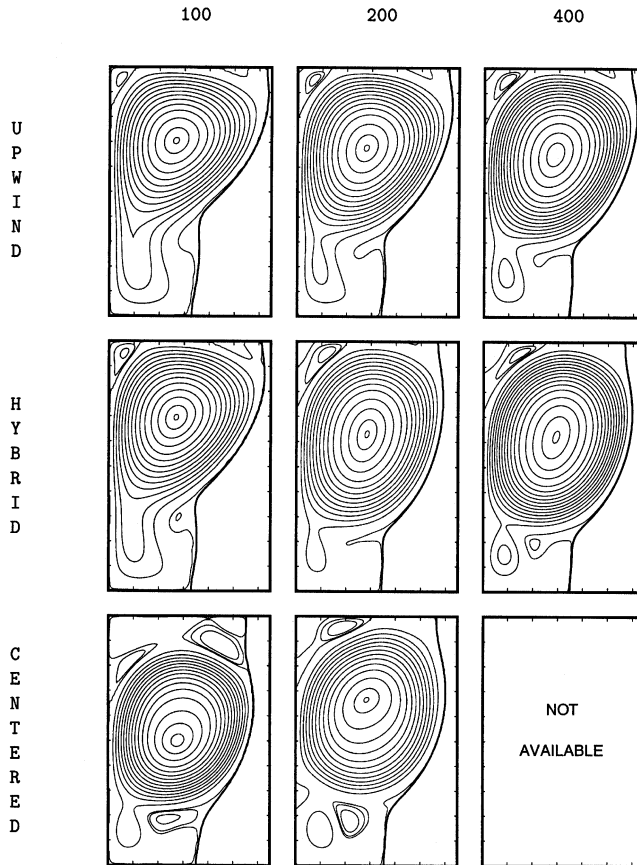 100 200 400
UPWIND
HYBRID
CENTERED
NOT
AVAILABLE